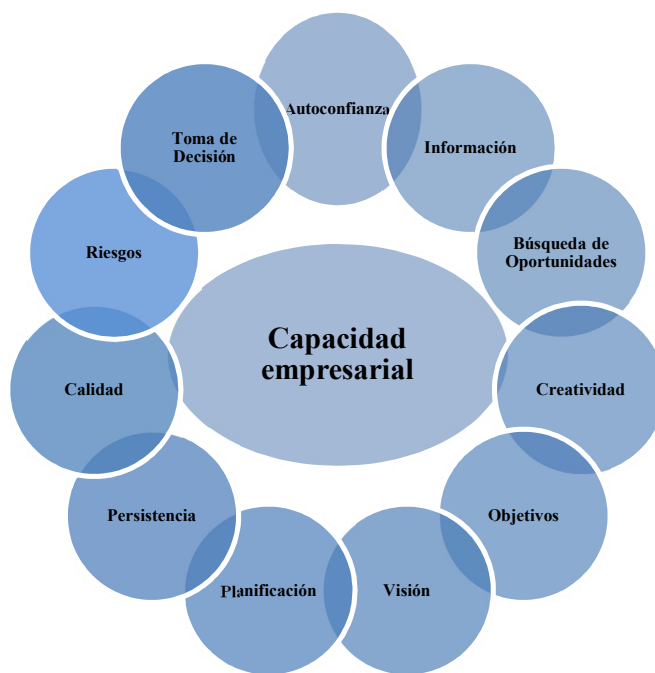 Autoconfianza
Información
Búsqueda de
Oportunidades
Creatividad
Objetivos
Visión
Planificación
Persistencia
Calidad
Riesgos
Toma de
Decisión
Capacidad
empresarial